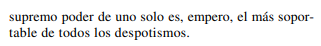 supremo poder de uno solo es, empero, el más sopor-
table de todos los despotismos.